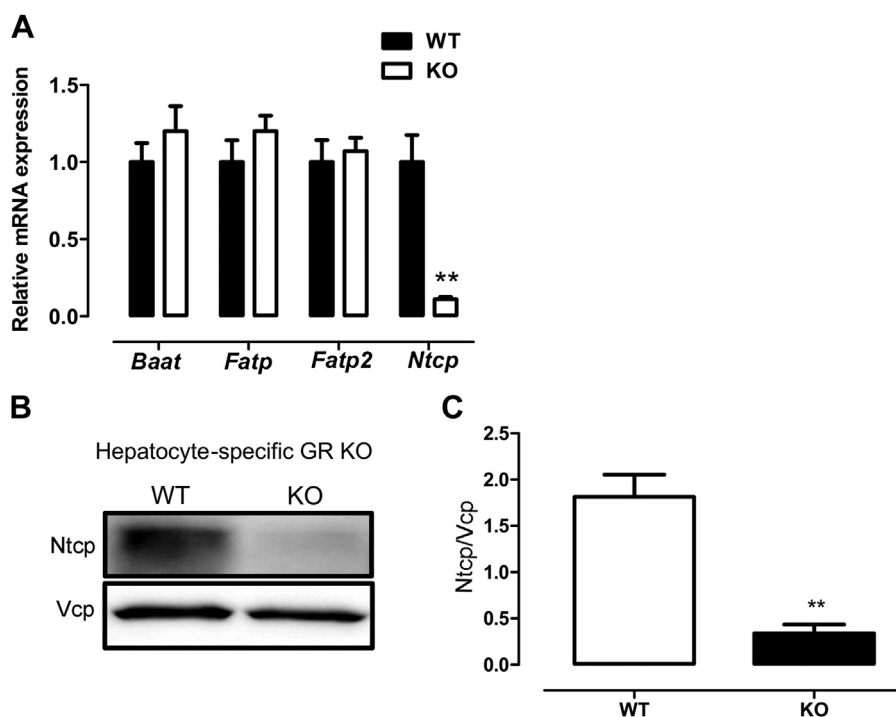 A
WT
KO
Relative mRNA expression
1.5
1.0
0.5
0.0
**
Baat Fatp Fatp2 Ntcp
B
Hepatocyte-specific GR KO
WT KO
Ntcp
Vcp
C
Ntcp/Vcp
2.5
2.0
1.5
1.0
0.5
0.0
**
WT KO